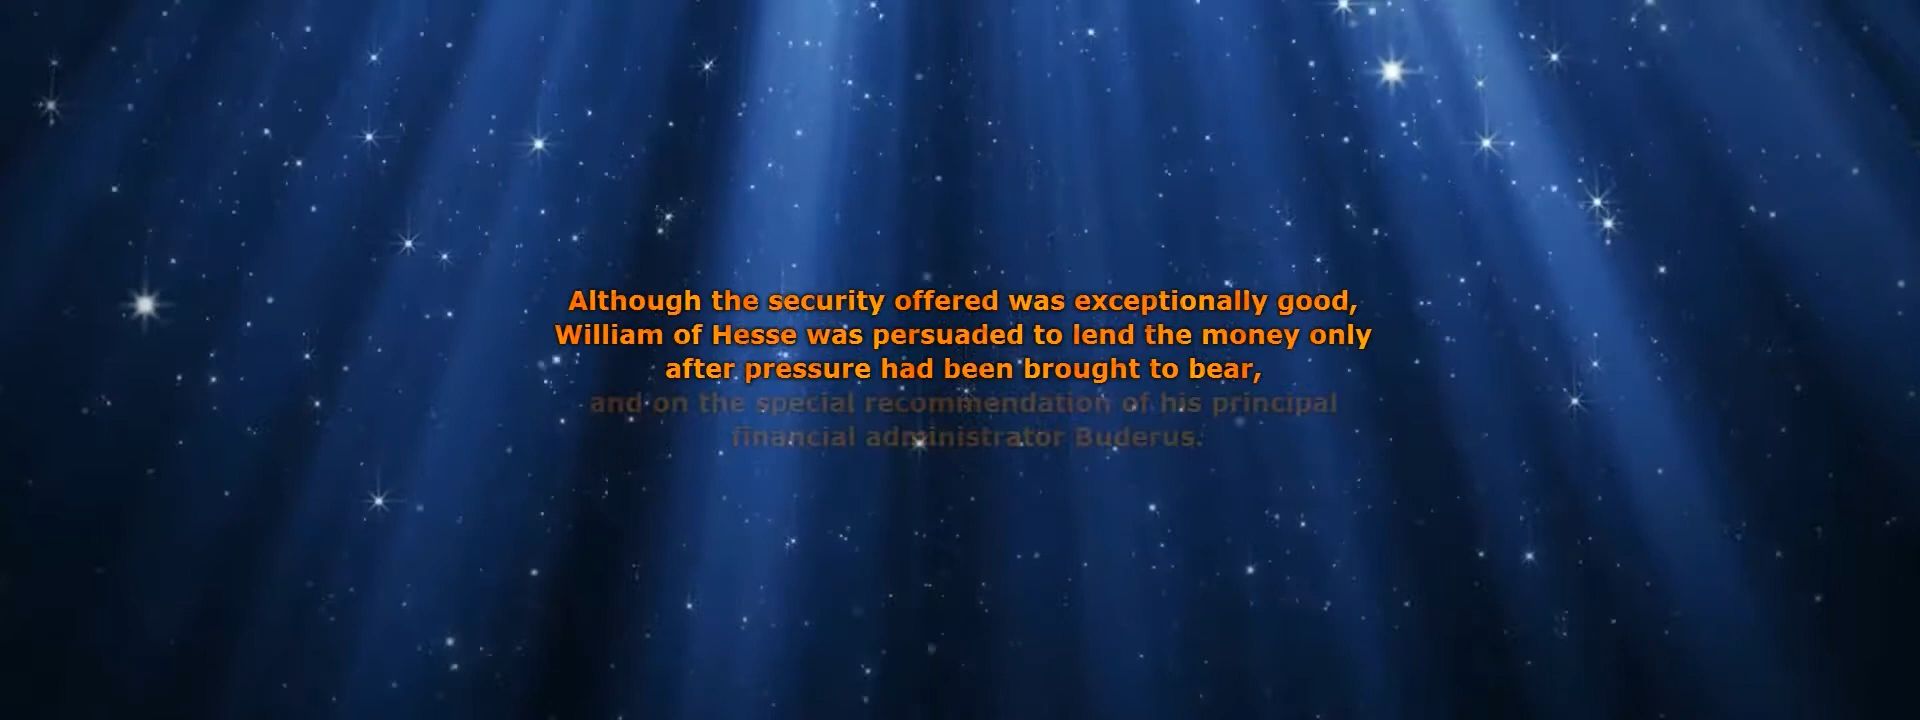 Although the security offered was exceptionally good,
William of Hesse was persuaded to lend the money only
after pressure had been brought to bear,
and on the special recommendation of his principal
financial administrator Buderus.